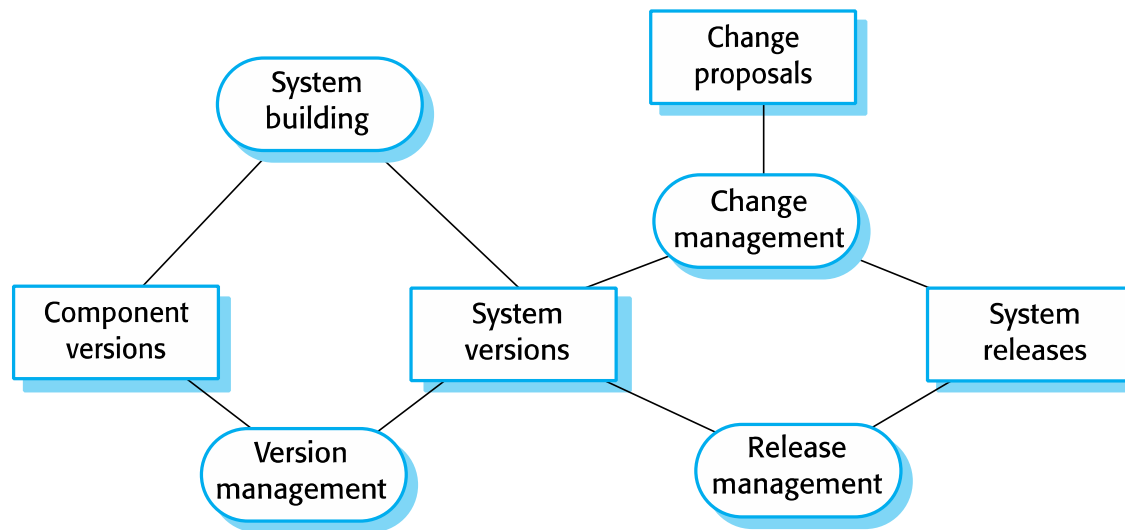 Change
proposals
System
building
Change
management
Component
versions
System
versions
System
releases
Version
management
Release
management